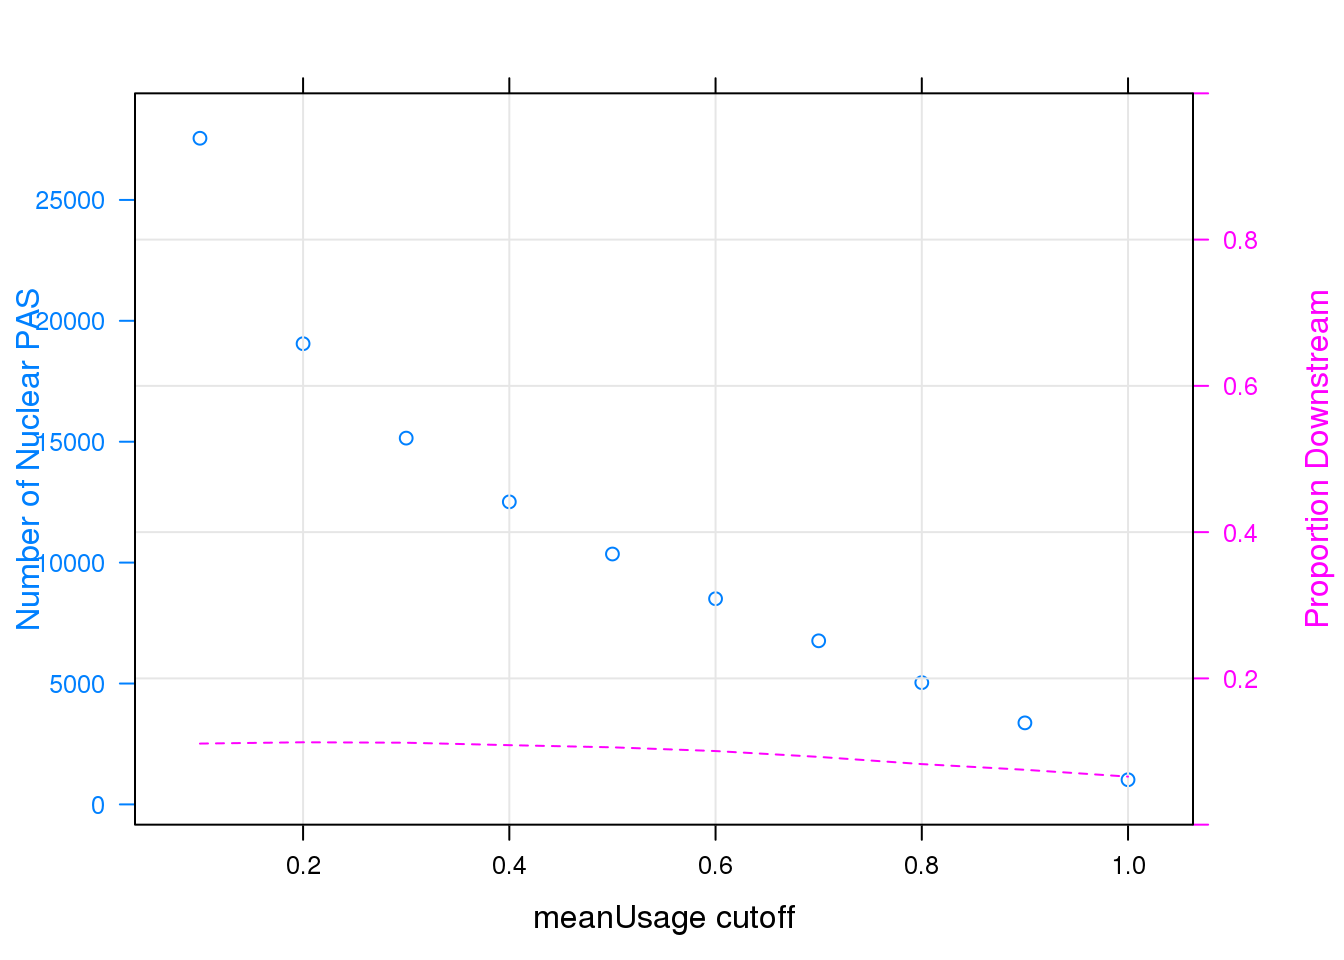 Number of Nuclear PAS
25000
20000
15000
10000
5000
0
0.8
0.6
0.4
0.2
Proportion Downstream
0.2 0.4 0.6 0.8 1.0
meanUsage cutoff